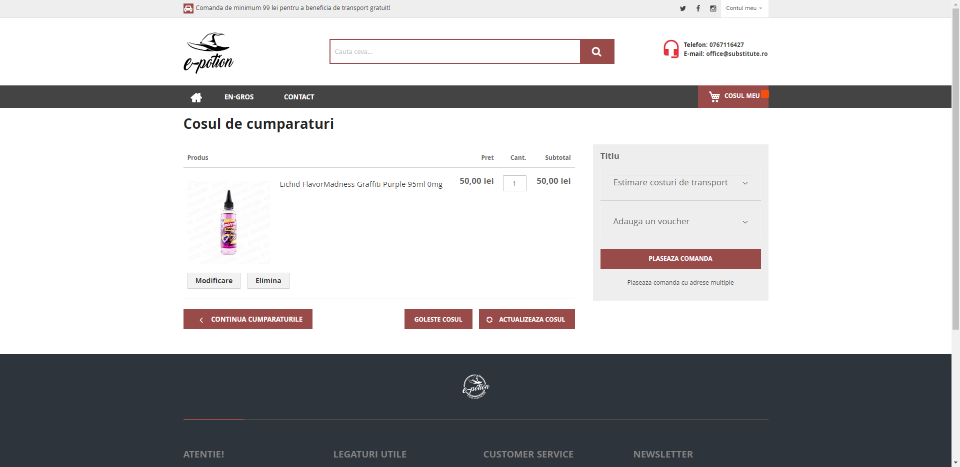 Comanda de minimum 99 lei pentru a beneficia de transport gratuit!
Contul meu
e-potion
Cauta ceva...
Telefon: 0767116427
E-mail: office@substitute.ro
EN-GROS
CONTACT
COSUL MEU
Cosul de cumparaturi
Produs
Pret
Cant.
Subtotal
Lichid FlavorMadness Graffiti Purple 95ml 0mg
50,00 lei
1
50,00 lei
Modificare
Elimina
CONTINUA CUMPARATURILE
GOLESTE COSUL
ACTUALIZEAZA COSUL
Titlu
Estimare costuri de transport
Adauga un voucher
PLASEAZA COMANDA
Plaseaza comanda cu adrese multiple
e-potion
ATENTIE!
LEGATURI UTILE
CUSTOMER SERVICE
NEWSLETTER